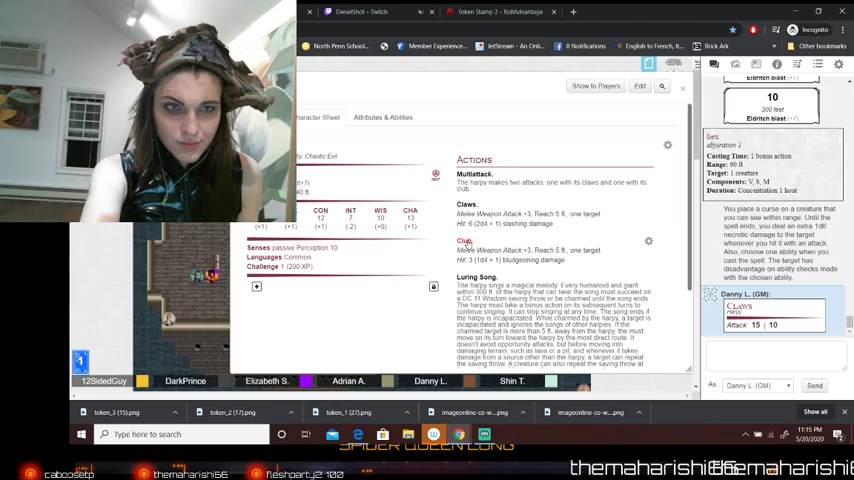 DieselShot - Twitch
Token Stamp 2 - RollAdvantage
Incognito
North Penn School...
Member Experience...
JetStream - An Onlin...
0 Notifications
English to French, It...
Brick Ark
Other bookmarks
Show to Players
Edit
Character Sheet
Attributes & Abilities
Chaotic Evil
(8+7)
40 ft
CON INT WIS CHA
12 7 10 13
(+1) (+1) (-2) (+0) (+1)
Senses passive Perception 10
Languages Common
Challenge 1 (200 XP)
ACTIONS
Multiattack.
The harpy makes two attacks: one with its claws and one with its
club.
Claws.
Melee Weapon Attack +3, Reach 5 ft., one target
Hit: 6 (2d4 + 1) slashing damage
Club.
Melee Weapon Attack +3, Reach 5 ft., one target
Hit: 3 (1d4 + 1) bludgeoning damage
Luring Song.
The harpy sings a magical melody. Every humanoid and giant
within 300 ft. of the harpy that can hear the song must succeed on
a DC 11 Wisdom saving throw or be charmed until the song ends.
The harpy must take a bonus action on its subsequent turns to
continue singing. It can stop singing at any time. The song ends if
the harpy is incapacitated. While charmed by the harpy, a target is
incapacitated and ignores the songs of other harpies. If the
charmed target is more than 5 ft. away from the harpy, the must
move on its turn toward the harpy by the most direct route. It
doesn't avoid opportunity attacks, but before moving into
damaging terrain, such as lava or a pit, and whenever it takes
damage from a source other than the harpy, a target can repeat
the saving throw. A creature can also repeat the saving throw at
Eldritch Blast (+7)
10
300 feet
Eldritch Blast (+7)
hex
abjuration 1
Casting Time: 1 bonus action
Range: 90 ft
Target: 1 creature
Components: V, S, M
Duration: Concentration 1 hour
You place a curse on a creature that
you can see within range. Until the
spell ends, you deal an extra 1d6
necrotic damage to the target
whenever you hit it with an attack.
Also, choose one ability when you
cast the spell. The target has
disadvantage on ability checks made
with the chosen ability.
Danny L. (GM):
CLAWS
Harpy
Attack 15 | 10
As:
Danny L. (GM)
Send
1
12SidedGuy
DarkPrince
Elizabeth S.
Adrian A.
Danny L.
Shin T.
token_3 (15).png
token_2 (17).png
token_1 (27).png
imageonline-co-w....png
imageonline-co-w....png
Show all
Type here to search
11:15 PM
5/20/2020
SPIDER QUEEN LONG
caboosetp
themaharishi66
fleshparty2 100